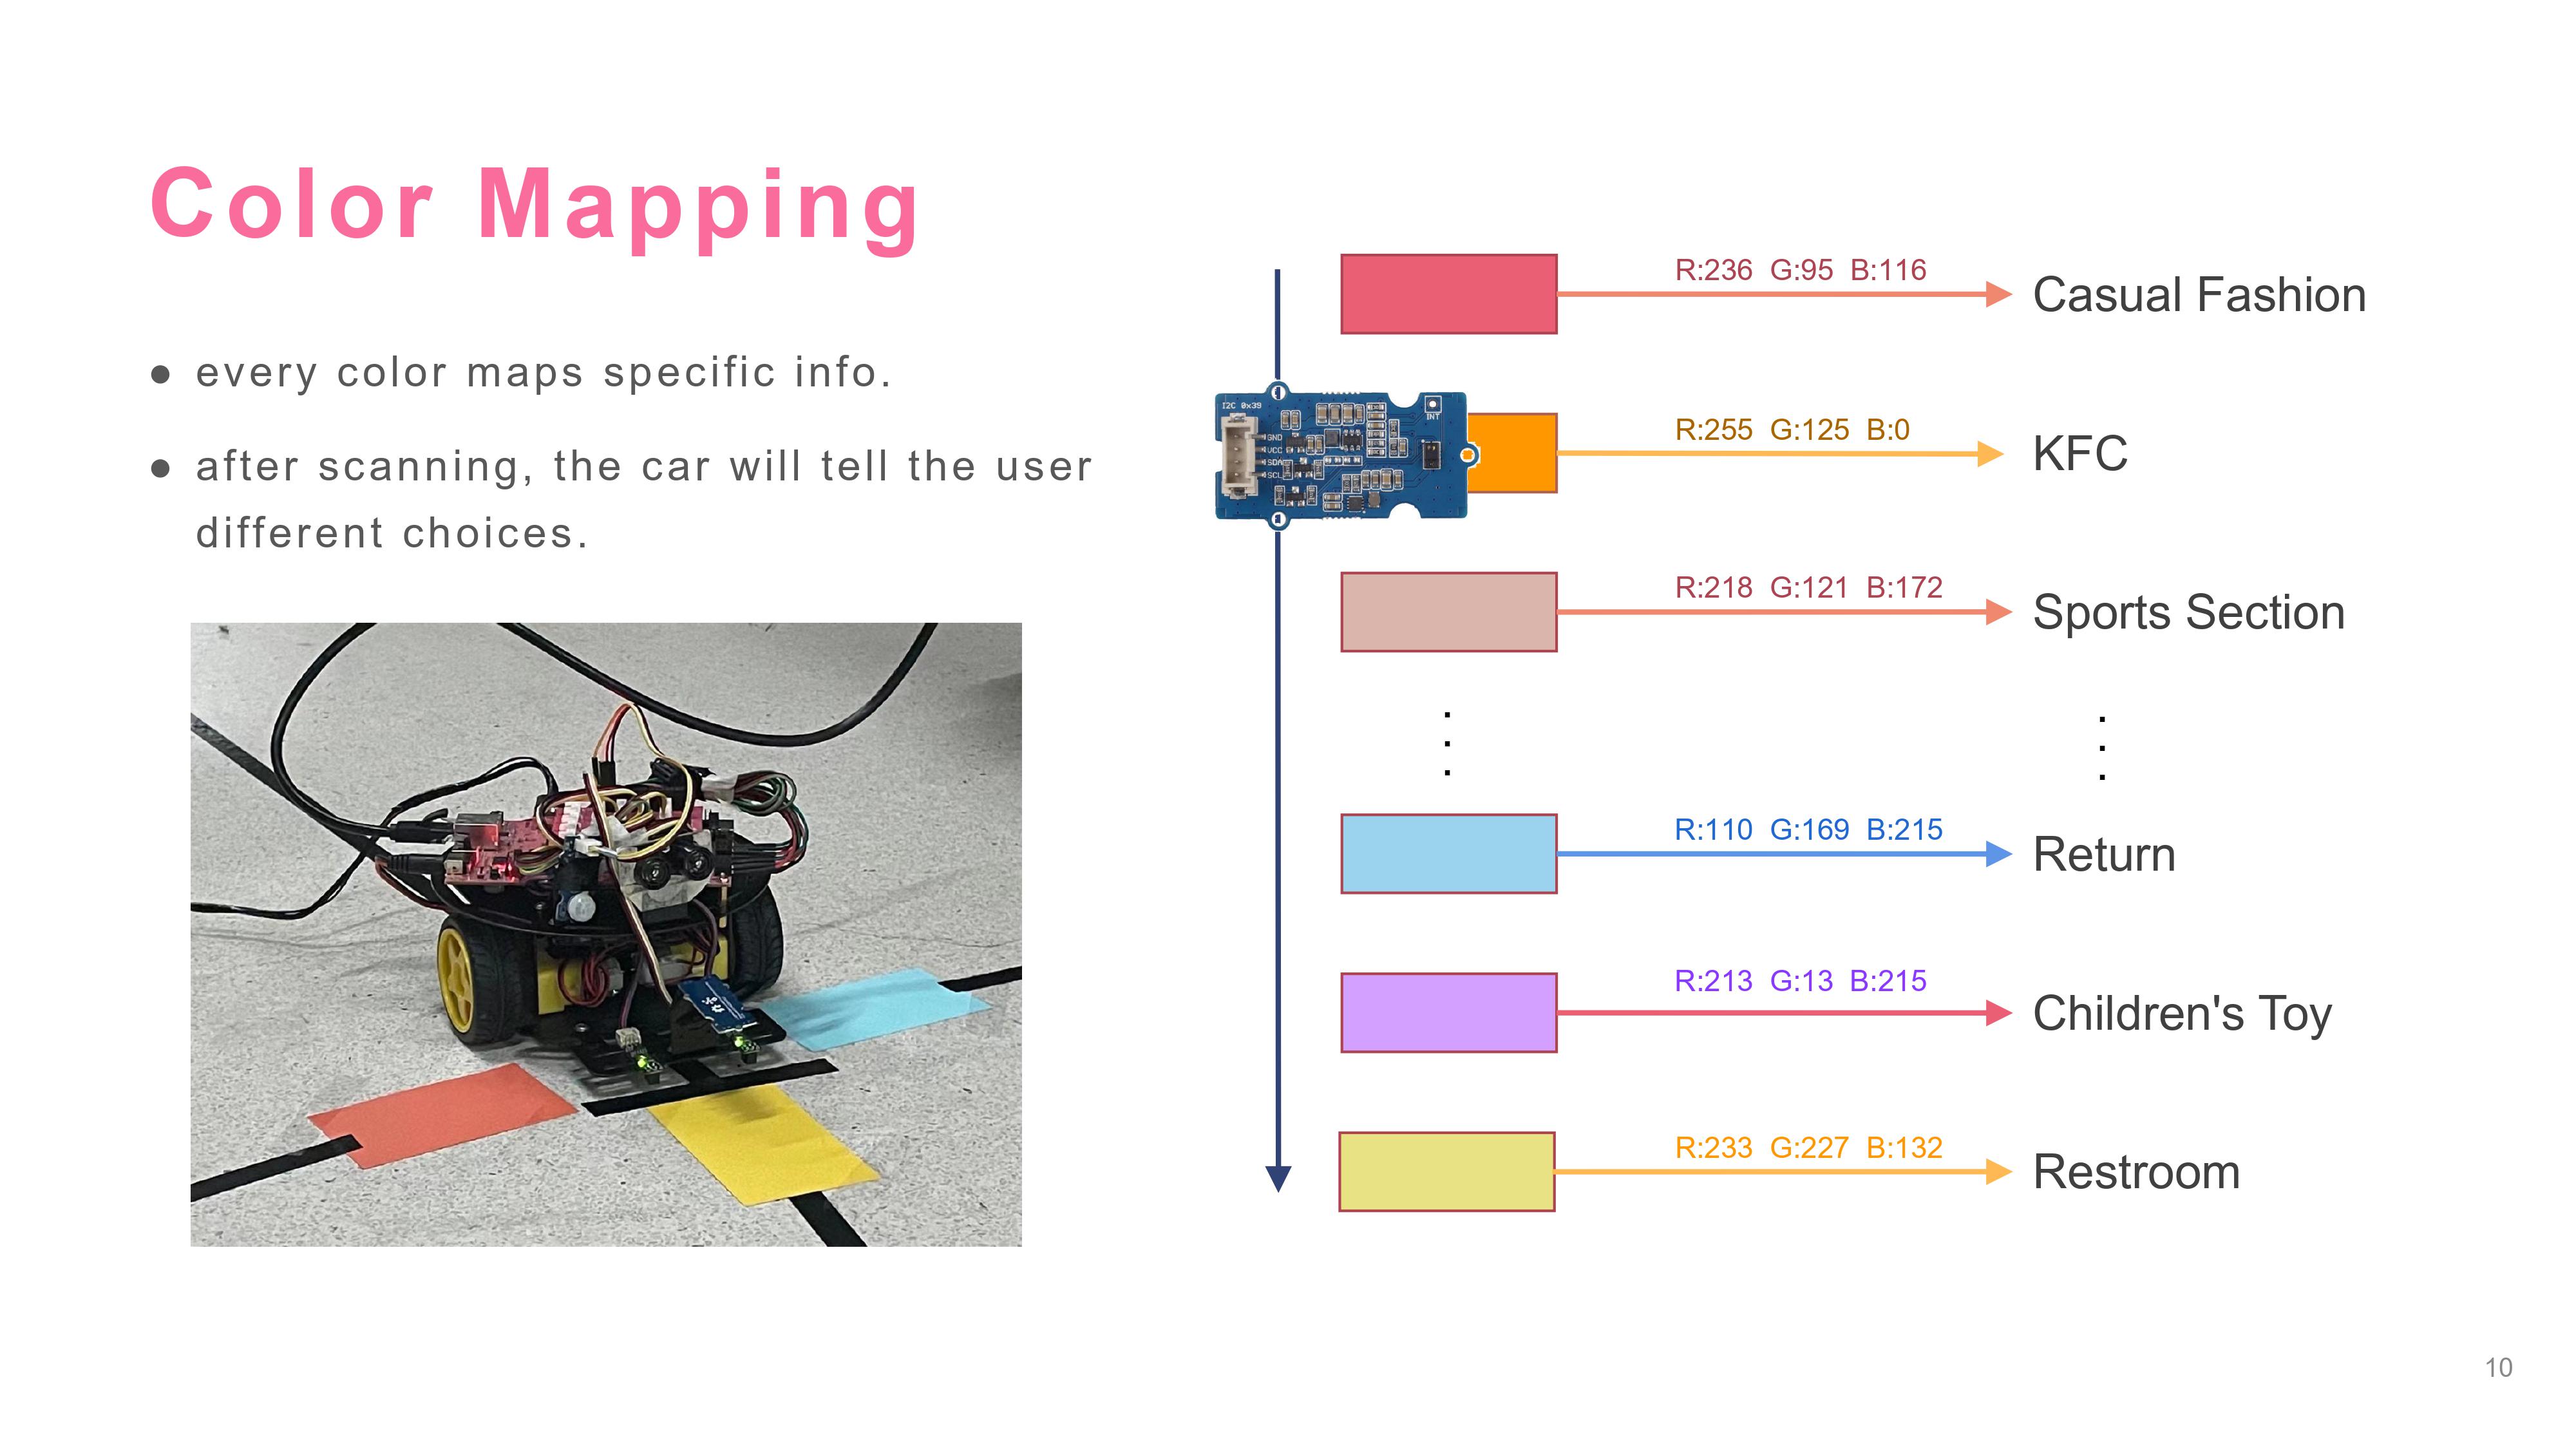 Color Mapping
● every color maps specific info.
● after scanning, the car will tell the user
different choices.
R:236 G:95 B:116
Casual Fashion
I2C 0x39
INT
GND
VCC
SDA
SCL
R:255 G:125 B:0
KFC
R:218 G:121 B:172
Sports Section
.
.
.
.
.
.
R:110 G:169 B:215
Return
R:213 G:13 B:215
Children's Toy
R:233 G:227 B:132
Restroom
10